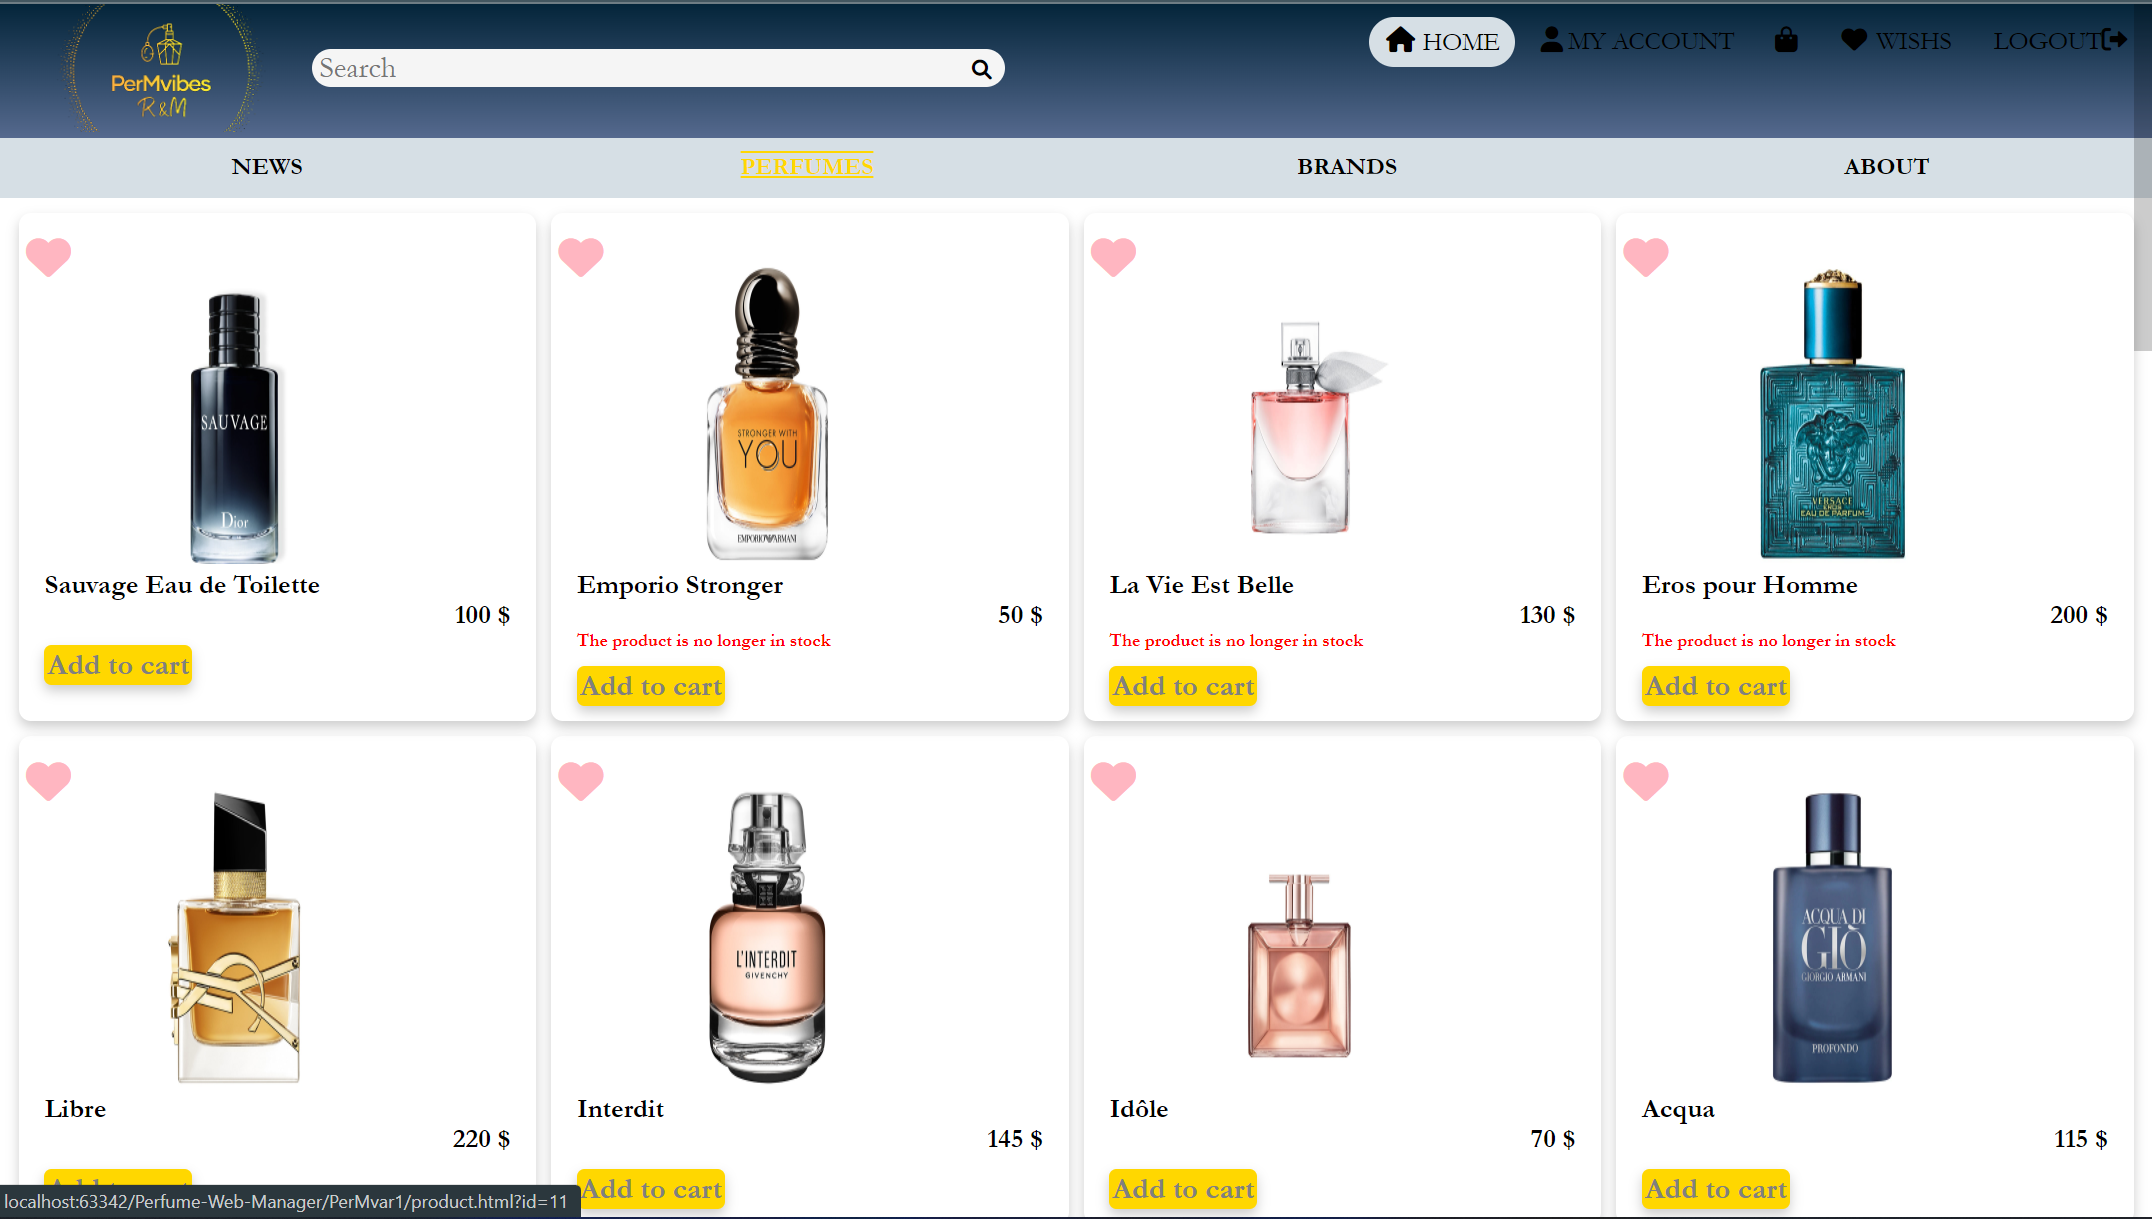 PerMvibes
R&M
Search
HOME
MY ACCOUNT
WISHS
LOGOUT
NEWS
PERFUMES
BRANDS
ABOUT
SAUVAGE
Dior
Sauvage Eau de Toilette
100 $
Add to cart
STRONGER WITH
YOU
EMPORIO ARMANI
Emporio Stronger
50 $
The product is no longer in stock
Add to cart
La Vie Est Belle
130 $
The product is no longer in stock
Add to cart
VERSACE
EROS
EAU DE PARFUM
Eros pour Homme
200 $
The product is no longer in stock
Add to cart
Libre
220 $
Add to cart
L'INTERDIT
GIVENCHY
Interdit
145 $
Add to cart
Idôle
70 $
Add to cart
ACQUA DI
GIÒ
GIORGIO ARMANI
PROFONDO
Acqua
115 $
Add to cart
localhost:63342/Perfume-Web-Manager/PerMvar1/product.html?id=11